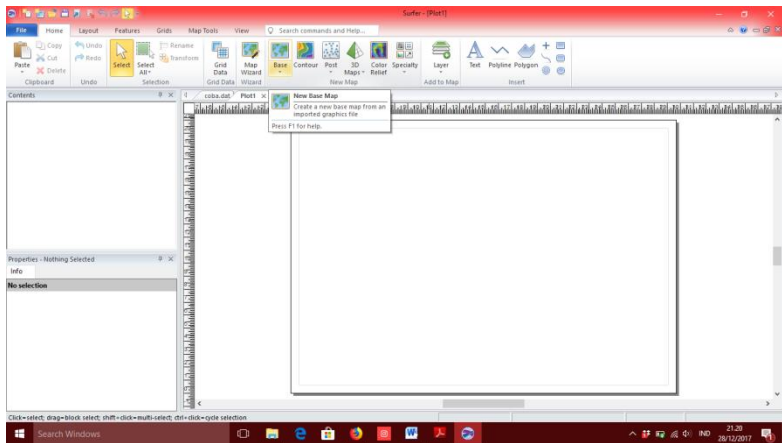 Surfer - [Plot1]
File Home Layout Features Grids Map Tools View Search commands and Help...
Paste Copy Cut Delete
Clipboard
Undo Redo
Undo
Select Select All Rename Transform
Selection
Grid Data
Grid Data
Map Wizard
Wizard
Base Contour Post 3D Maps Color Relief Specialty
New Map
Layer
Add to Map
Text Polyline Polygon
Insert
Contents
coba.dat Plot1
New Base Map
Create a new base map from an
imported graphics file
Press F1 for help.
Properties - Nothing Selected
Info
No selection
Click=select; drag=block select; shift+click=multi-select; ctrl+click=cycle selection
Search Windows
IND
21.20
28/12/2017